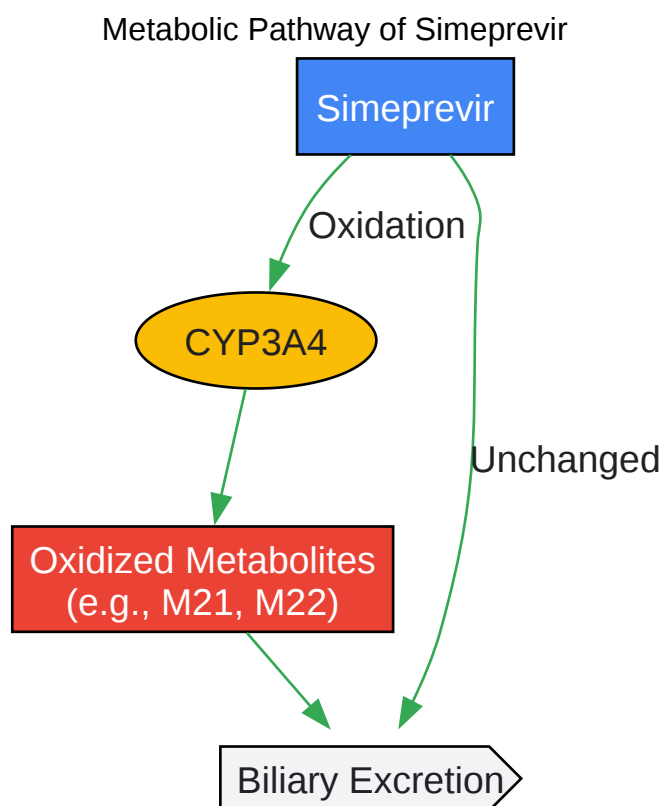 Metabolic Pathway of Simeprevir
Simeprevir
Oxidation
CYP3A4
Unchanged
Oxidized Metabolites
(e.g., M21, M22)
Biliary Excretion